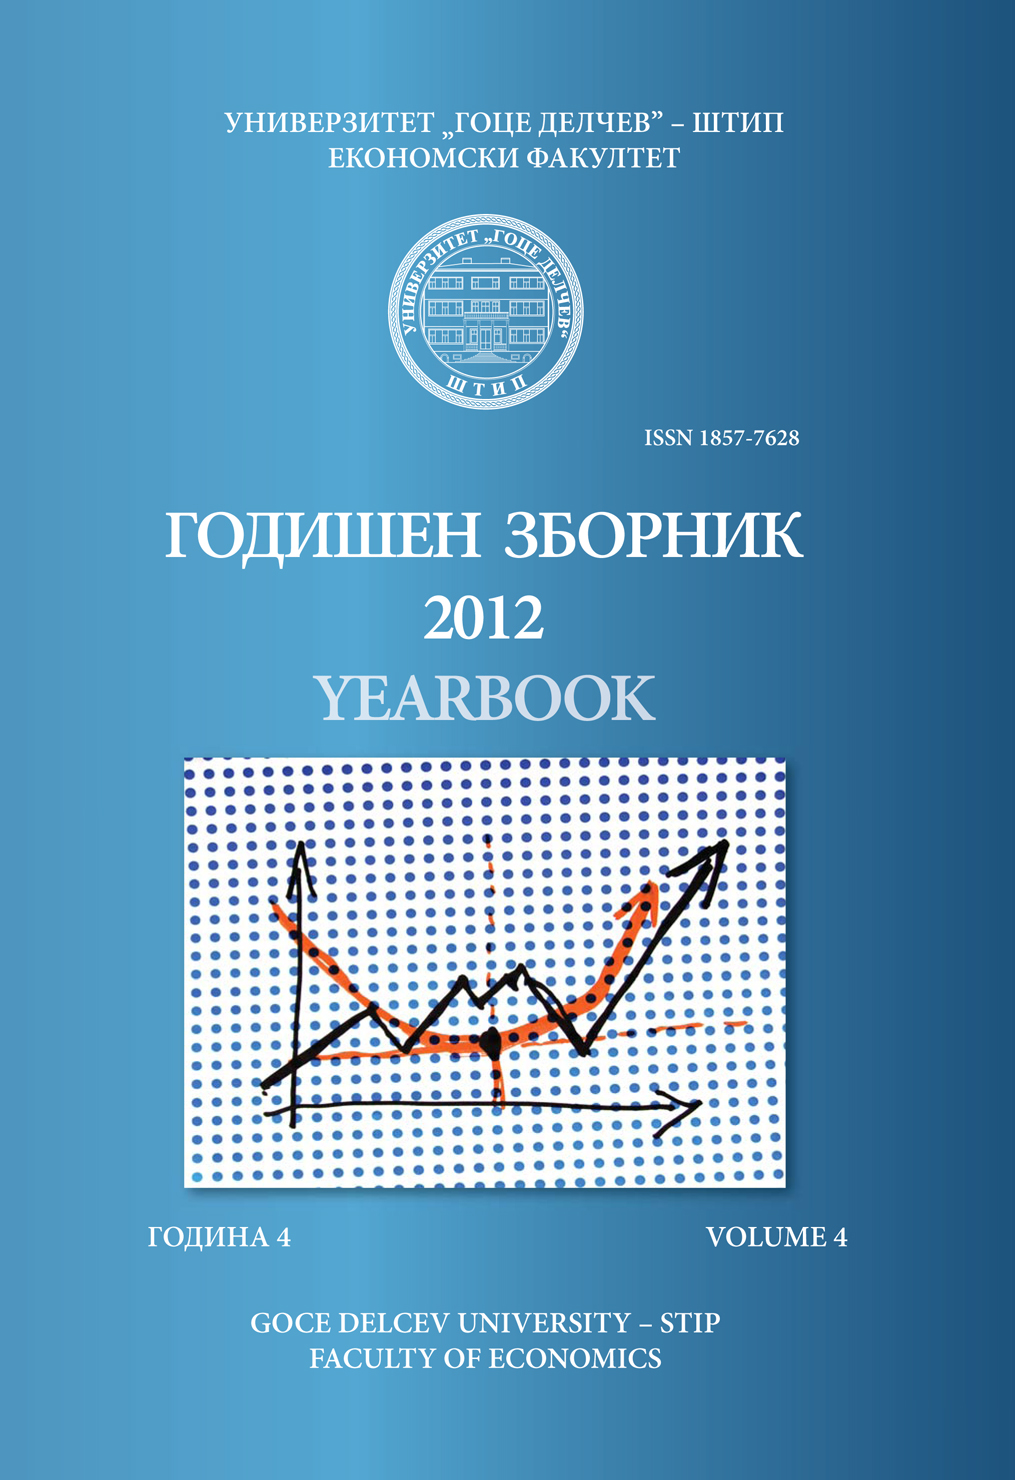 УНИВЕРЗИТЕТ „ГОЦЕ ДЕЛЧЕВ” – ШТИП
ЕКОНОМСКИ ФАКУЛТЕТ
УНИВЕРЗИТЕТ „ГОЦЕ ДЕЛЧЕВ“
ШТИП
ISSN 1857-7628
ГОДИШЕН ЗБОРНИК
2012
YEARBOOK
ГОДИНА 4
VOLUME 4
GOCE DELCEV UNIVERSITY – STIP
FACULTY OF ECONOMICS